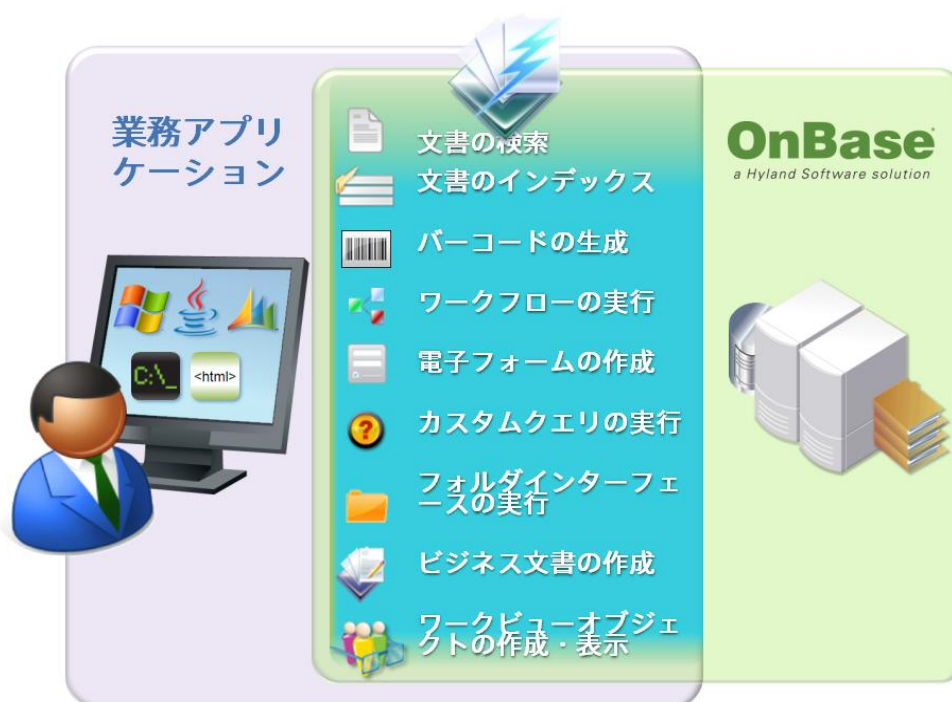 業務アプリ
ケーション
C:\_
<html>
文書の検索
文書のインデックス
バーコードの生成
ワークフローの実行
電子フォームの作成
カスタムクエリの実行
フォルダインターフェ
ースの実行
ビジネス文書の作成
ワークビューオブジェ
クトの作成・表示
OnBase
a Hyland Software solution